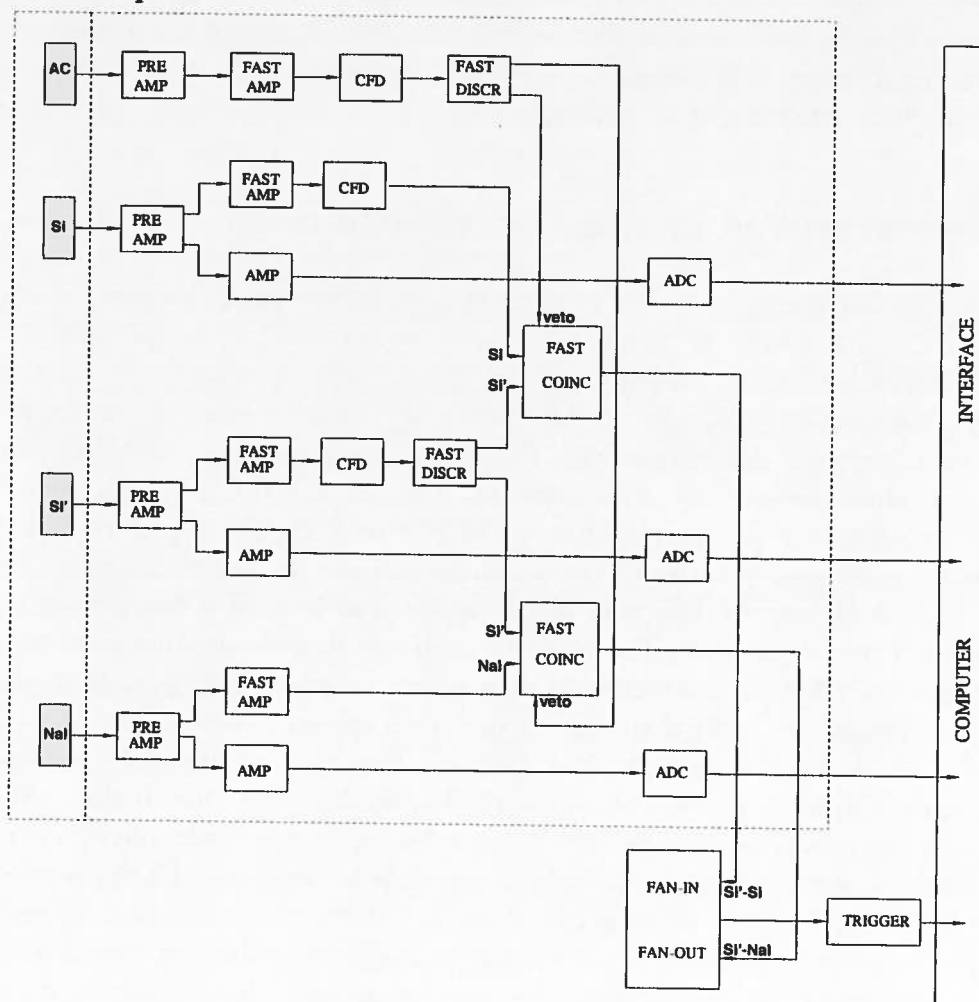 AC
PRE
AMP
FAST
AMP
CFD
FAST
DISCR
FAST
AMP
CFD
SI
PRE
AMP
AMP
ADC
veto
SI
FAST
SI'
COINC
INTERFACE
FAST
AMP
CFD
FAST
DISCR
SI'
PRE
AMP
AMP
ADC
SI'
FAST
COINC
NaI
veto
FAST
AMP
NaI
PRE
AMP
AMP
ADC
COMPUTER
FAN-IN
SI'-SI
TRIGGER
FAN-OUT
SI'-NaI